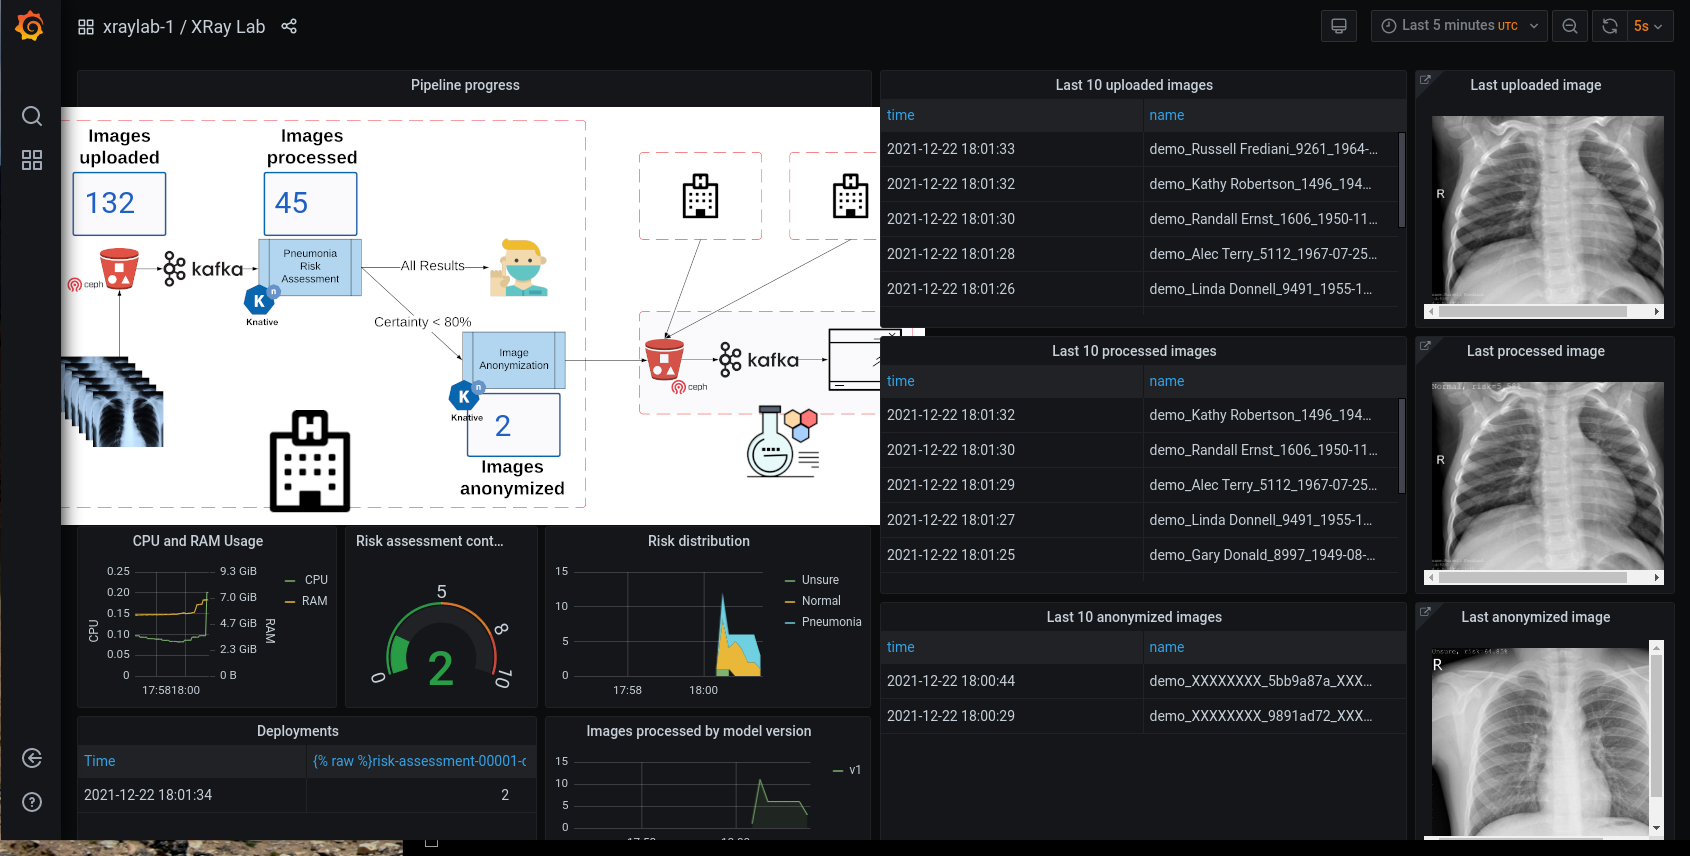 xraylab-1 / XRay Lab
Last 5 minutes UTC
5s
Pipeline progress
Images
uploaded
132
Images
processed
45
Pneumonia
Risk
Assessment
ceph
kafka
Knative
n
All Results
Certainty < 80%
Image
Anonymization
Knative
n
2
Images
anonymized
H
H
H
ceph
kafka
CPU and RAM Usage
0.25
0.20
0.15
0.10
0.05
0
CPU
9.3 GiB
7.0 GiB
4.7 GiB
2.3 GiB
0 B
RAM
17:58
18:00
CPU
RAM
Risk assessment cont...
0
5
8
10
2
Risk distribution
15
10
5
0
17:58
18:00
Unsure
Normal
Pneumonia
Deployments
Time
{% raw %}risk-assessment-00001-
2021-12-22 18:01:34
2
Images processed by model version
15
10
5
0
v1
Last 10 uploaded images
time name
2021-12-22 18:01:33 demo_Russell Frediani_9261_1964-...
2021-12-22 18:01:32 demo_Kathy Robertson_1496_194...
2021-12-22 18:01:30 demo_Randall Ernst_1606_1950-11...
2021-12-22 18:01:28 demo_Alec Terry_5112_1967-07-25...
2021-12-22 18:01:26 demo_Linda Donnell_9491_1955-1...
Last uploaded image
R
Last 10 processed images
time name
2021-12-22 18:01:32 demo_Kathy Robertson_1496_194...
2021-12-22 18:01:30 demo_Randall Ernst_1606_1950-11...
2021-12-22 18:01:29 demo_Alec Terry_5112_1967-07-25...
2021-12-22 18:01:27 demo_Linda Donnell_9491_1955-1...
2021-12-22 18:01:25 demo_Gary Donald_8997_1949-08-...
Last processed image
R
Last 10 anonymized images
time name
2021-12-22 18:00:44 demo_XXXXXXXX_5bb9a87a_XXX...
2021-12-22 18:00:29 demo_XXXXXXXX_9891ad72_XXX...
Last anonymized image
R